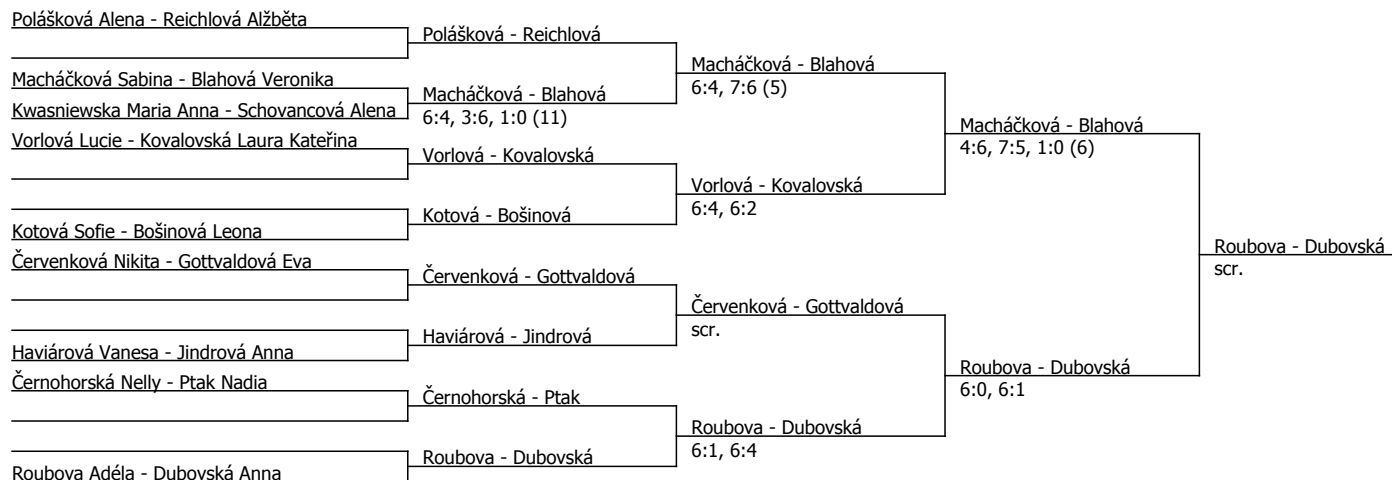 Polášková Alena - Reichlová Alžběta
Macháčková Sabina - Blahová Veronika
Kwasniewska Maria Anna - Schovancová Alena
Vorlová Lucie - Kovalovská Laura Kateřina
Kotová Sofie - Bošinová Leona
Červenková Nikita - Gottvaldová Eva
Haviárová Vanesa - Jindrová Anna
Černohorská Nelly - Ptak Nadia
Roubova Adéla - Dubovská Anna
Polášková - Reichlová
Macháčková - Blahová
6:4, 3:6, 1:0 (11)
Vorlová - Kovalovská
Kotová - Bošinová
Červenková - Gottvaldová
Haviárová - Jindrová
Černohorská - Ptak
Roubova - Dubovská
Macháčková - Blahová
6:4, 7:6 (5)
Vorlová - Kovalovská
6:4, 6:2
Červenková - Gottvaldová
scr.
Roubova - Dubovská
6:1, 6:4
Macháčková - Blahová
4:6, 7:5, 1:0 (6)
Roubova - Dubovská
6:0, 6:1
Roubova - Dubovská
scr.